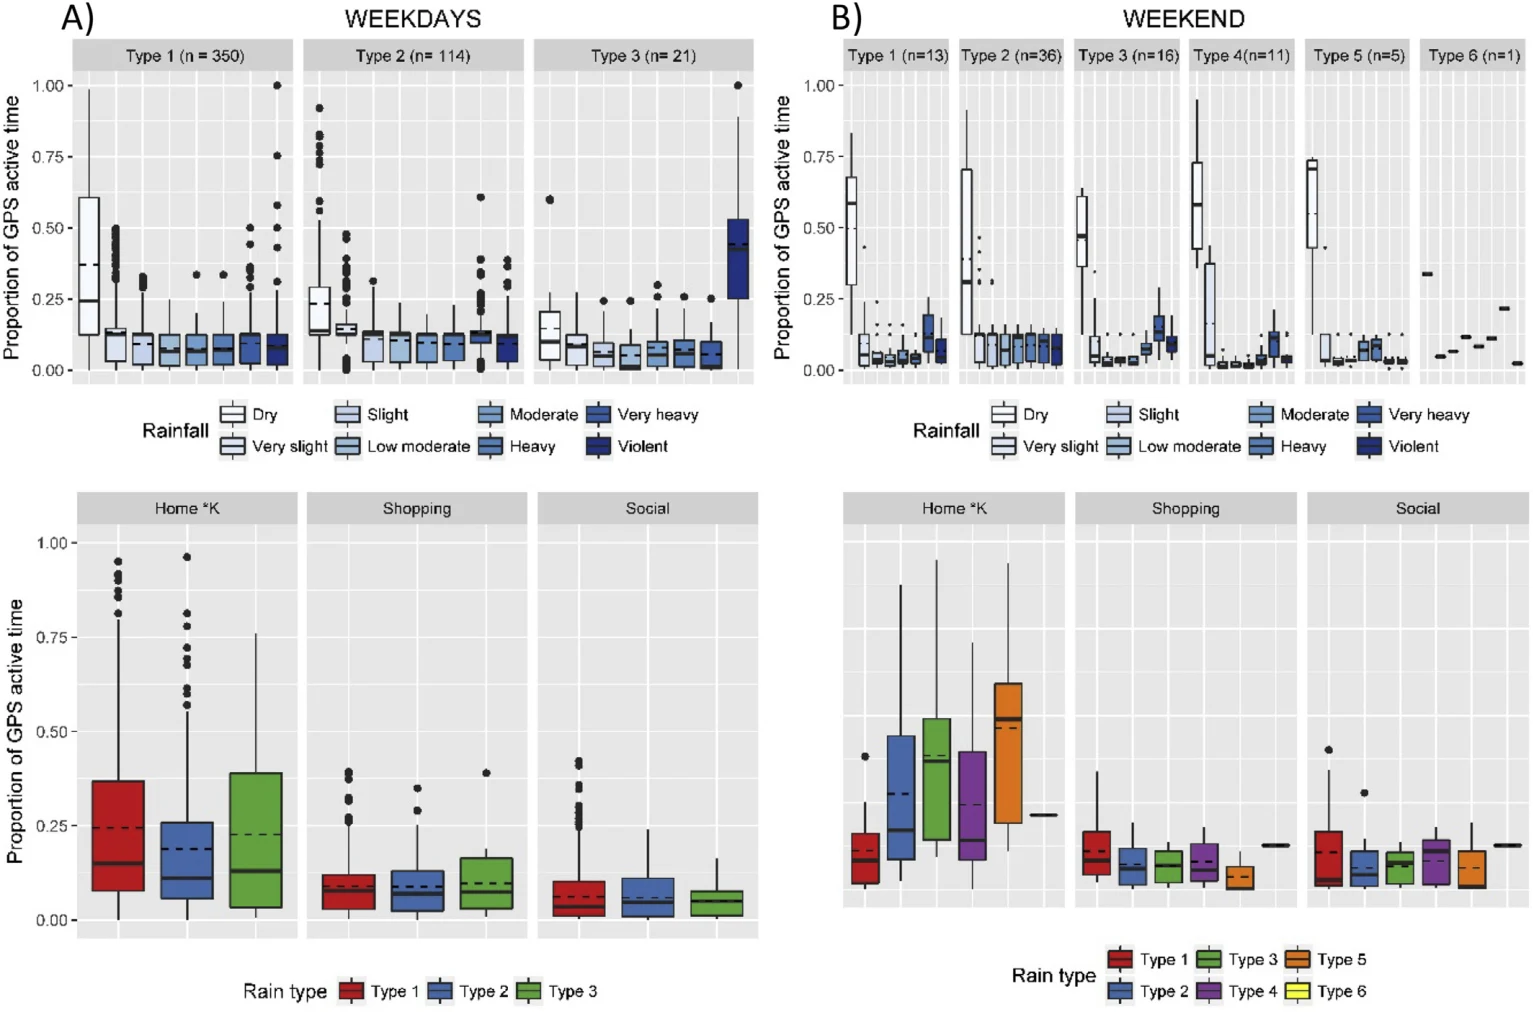 A)
WEEKDAYS
Type 1 (n = 350)
Type 2 (n= 114)
Type 3 (n= 21)
Proportion of GPS active time
1.00
0.75
0.50
0.25
0.00
Rainfall
Dry
Slight
Moderate
Very heavy
Very slight
Low moderate
Heavy
Violent
Home *K
Shopping
Social
Proportion of GPS active time
1.00
0.75
0.50
0.25
0.00
Rain type
Type 1
Type 2
Type 3
B)
WEEKEND
Type 1 (n=13)
Type 2 (n=36)
Type 3 (n=16)
Type 4(n=11)
Type 5 (n=5)
Type 6 (n=1)
Proportion of GPS active time
1.00
0.75
0.50
0.25
0.00
Rainfall
Dry
Slight
Moderate
Very heavy
Very slight
Low moderate
Heavy
Violent
Home *K
Shopping
Social
Rain type
Type 1
Type 3
Type 5
Type 2
Type 4
Type 6